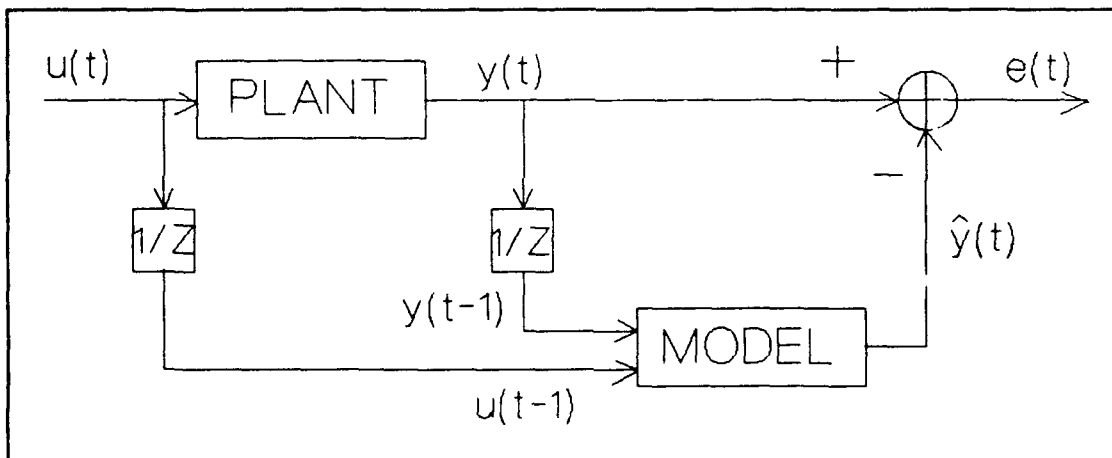 u(t)
PLANT
y(t)
+
e(t)
−
1/Z
1/Z
ŷ(t)
y(t-1)
MODEL
u(t-1)